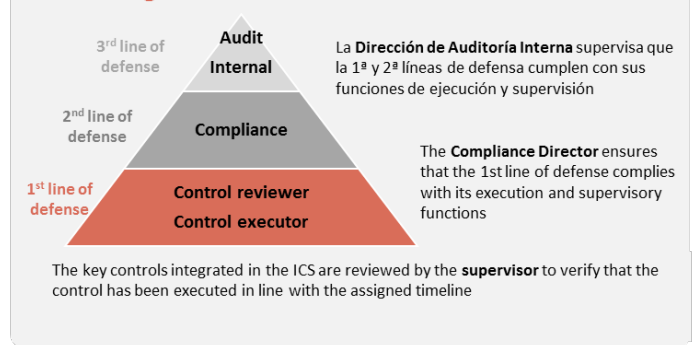 3rd line of
defense
Audit
Internal
La Dirección de Auditoría Interna supervisa que
la 1ª y 2ª líneas de defensa cumplen con sus
funciones de ejecución y supervisión
2nd line of
defense
Compliance
The Compliance Director ensures
that the 1st line of defense complies
with its execution and supervisory
functions
1st line of
defense
Control reviewer
Control executor
The key controls integrated in the ICS are reviewed by the supervisor to verify that the
control has been executed in line with the assigned timeline